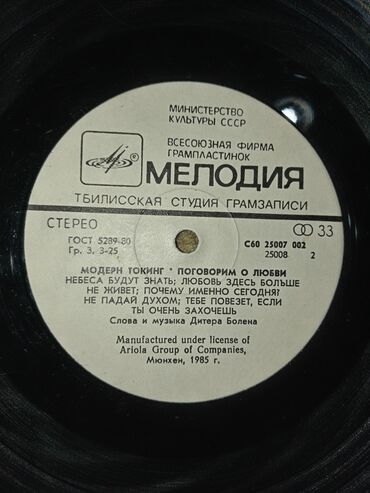 МИНИСТЕРСТВО
КУЛЬТУРЫ СССР
ВСЕСОЮЗНАЯ ФИРМА
ГРАМПЛАСТИНОК
МЕЛОДИЯ
ТБИЛИССКАЯ СТУДИЯ ГРАМЗАПИСИ
СТЕРЕО 33
ГОСТ 5289-80 С60 25007 002
Гр. 3. 3-25 25008 2
МОДЕРН ТОКИНГ * ПОГОВОРИМ О ЛЮБВИ
НЕБЕСА БУДУТ ЗНАТЬ; ЛЮБОВЬ ЗДЕСЬ БОЛЬШЕ
НЕ ЖИВЕТ; ПОЧЕМУ ИМЕННО СЕГОДНЯ?
НЕ ПАДАЙ ДУХОМ; ТЕБЕ ПОВЕЗЕТ, ЕСЛИ
ТЫ ОЧЕНЬ ЗАХОЧЕШЬ
Слова и музыка Дитера Болена
Manufactured under license of
Ariola Group of Companies,
Мюнхен, 1985 г.